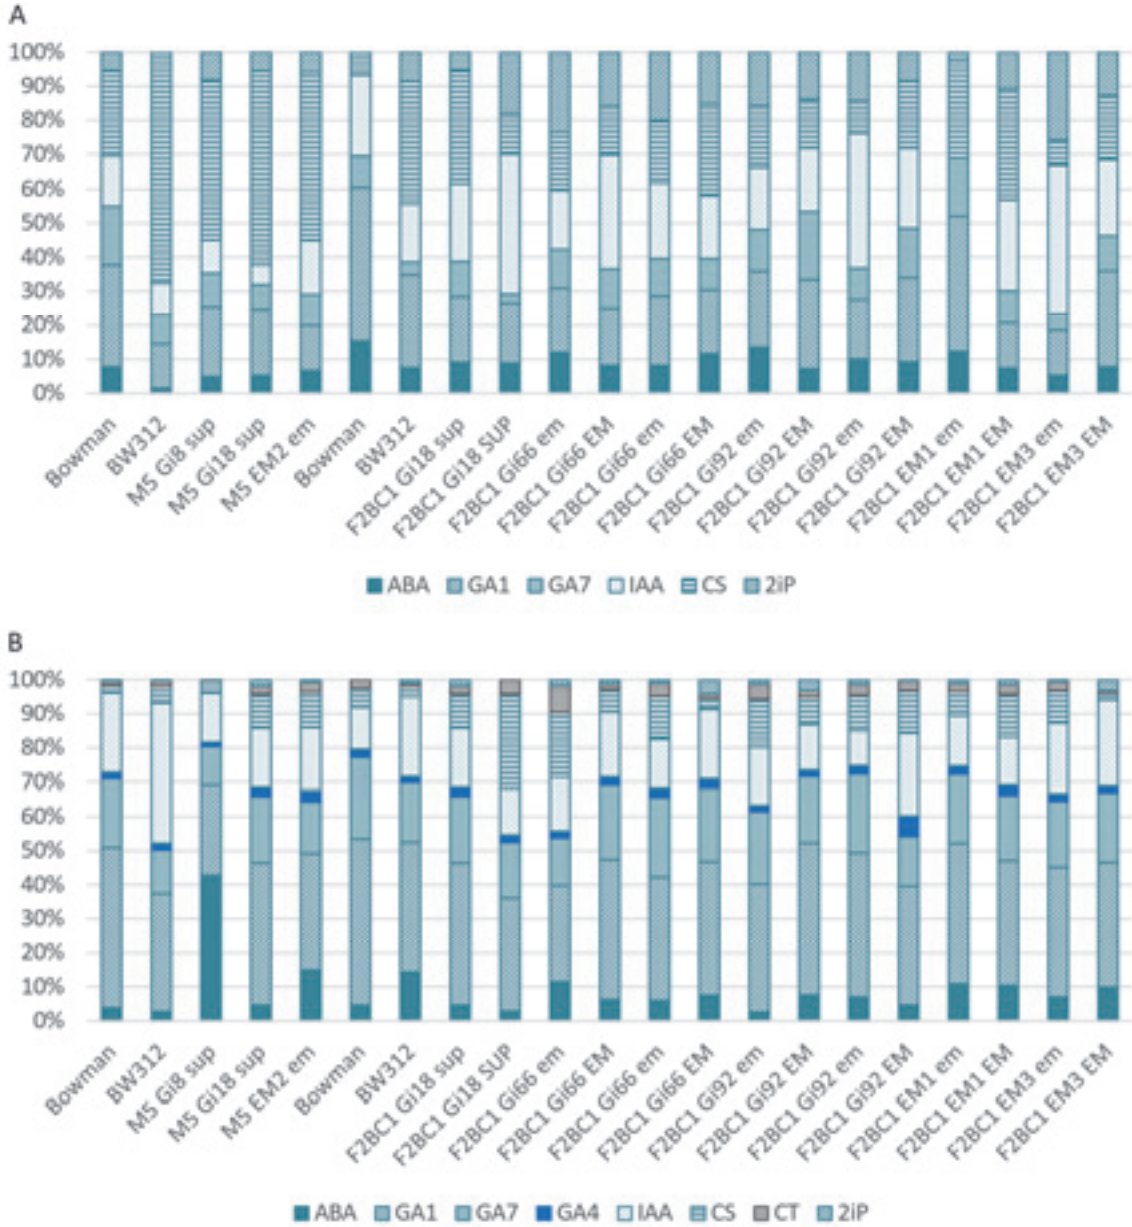 A
100%
90%
80%
70%
60%
50%
40%
30%
20%
10%
0%
Bowman
BW312
M5 Gi8 sup
M5 Gi18 sup
M5 EM2 em
Bowman
BW312
F2BC1 Gi18 sup
F2BC1 Gi18 SUP
F2BC1 Gi66 em
F2BC1 Gi66 EM
F2BC1 Gi66 em
F2BC1 Gi66 EM
F2BC1 Gi92 em
F2BC1 Gi92 EM
F2BC1 Gi92 em
F2BC1 Gi92 EM
F2BC1 EM1 em
F2BC1 EM1 EM
F2BC1 EM3 em
F2BC1 EM3 EM
ABA GA1 GA7 IAA CS 2iP
B
100%
90%
80%
70%
60%
50%
40%
30%
20%
10%
0%
Bowman
BW312
M5 Gi8 sup
M5 Gi18 sup
M5 EM2 em
Bowman
BW312
F2BC1 Gi18 sup
F2BC1 Gi18 SUP
F2BC1 Gi66 em
F2BC1 Gi66 EM
F2BC1 Gi66 em
F2BC1 Gi66 EM
F2BC1 Gi92 em
F2BC1 Gi92 EM
F2BC1 Gi92 em
F2BC1 Gi92 EM
F2BC1 EM1 em
F2BC1 EM1 EM
F2BC1 EM3 em
F2BC1 EM3 EM
ABA GA1 GA7 GA4 IAA CS CT 2iP